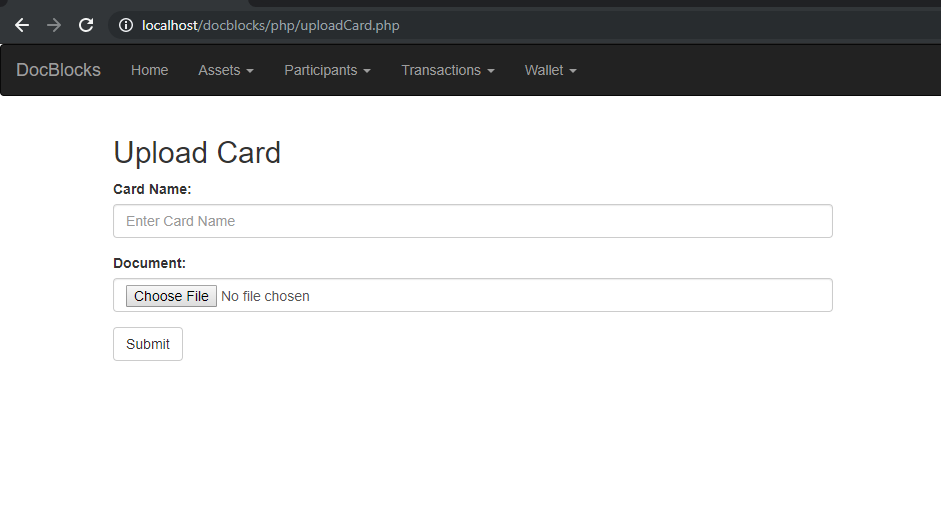 localhost/docblocks/php/uploadCard.php
DocBlocks Home Assets Participants Transactions Wallet
Upload Card
Card Name:
Enter Card Name
Document:
Choose File No file chosen
Submit